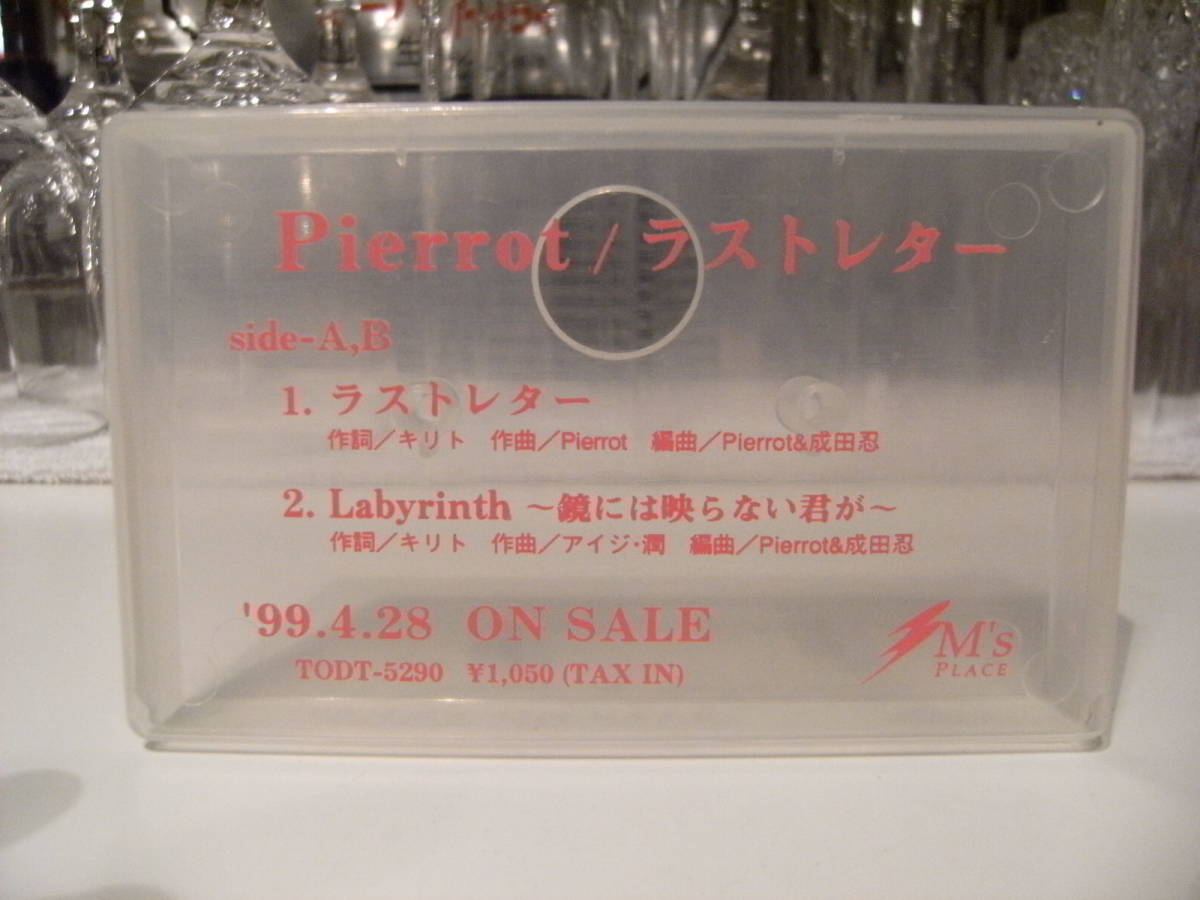 Pierrot / ラストレター
side-A,B
1. ラストレター
作詞／キリト 作曲／Pierrot 編曲／Pierrot&成田忍
2. Labyrinth ～鏡には映らない君が～
作詞／キリト 作曲／アイジ・潤 編曲／Pierrot&成田忍
'99.4.28 ON SALE
TODT-5290 ¥1,050 (TAX IN)
M's
PLACE